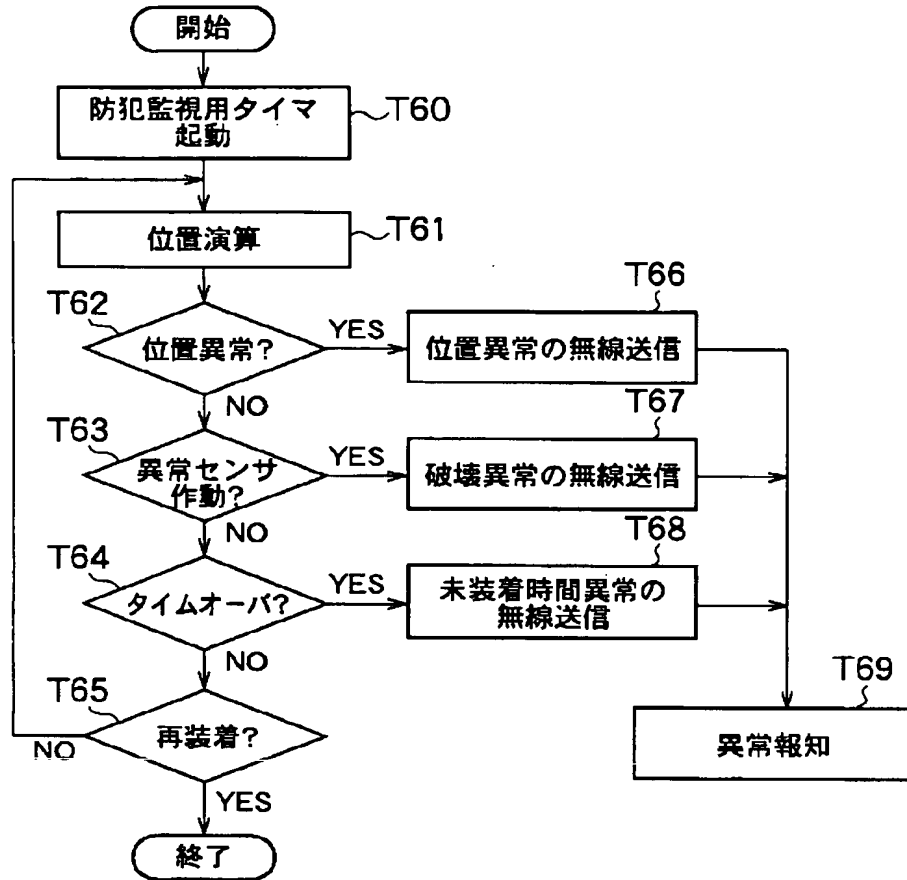 開始
防犯監視用タイマ
起動
T60
位置演算
T61
T62
位置異常?
YES
NO
T66
位置異常の無線送信
T63
異常センサ
作動?
YES
NO
T67
破壊異常の無線送信
T64
タイムオーバ?
YES
NO
T68
未装着時間異常の
無線送信
T65
再装着?
NO
YES
T69
異常報知
終了